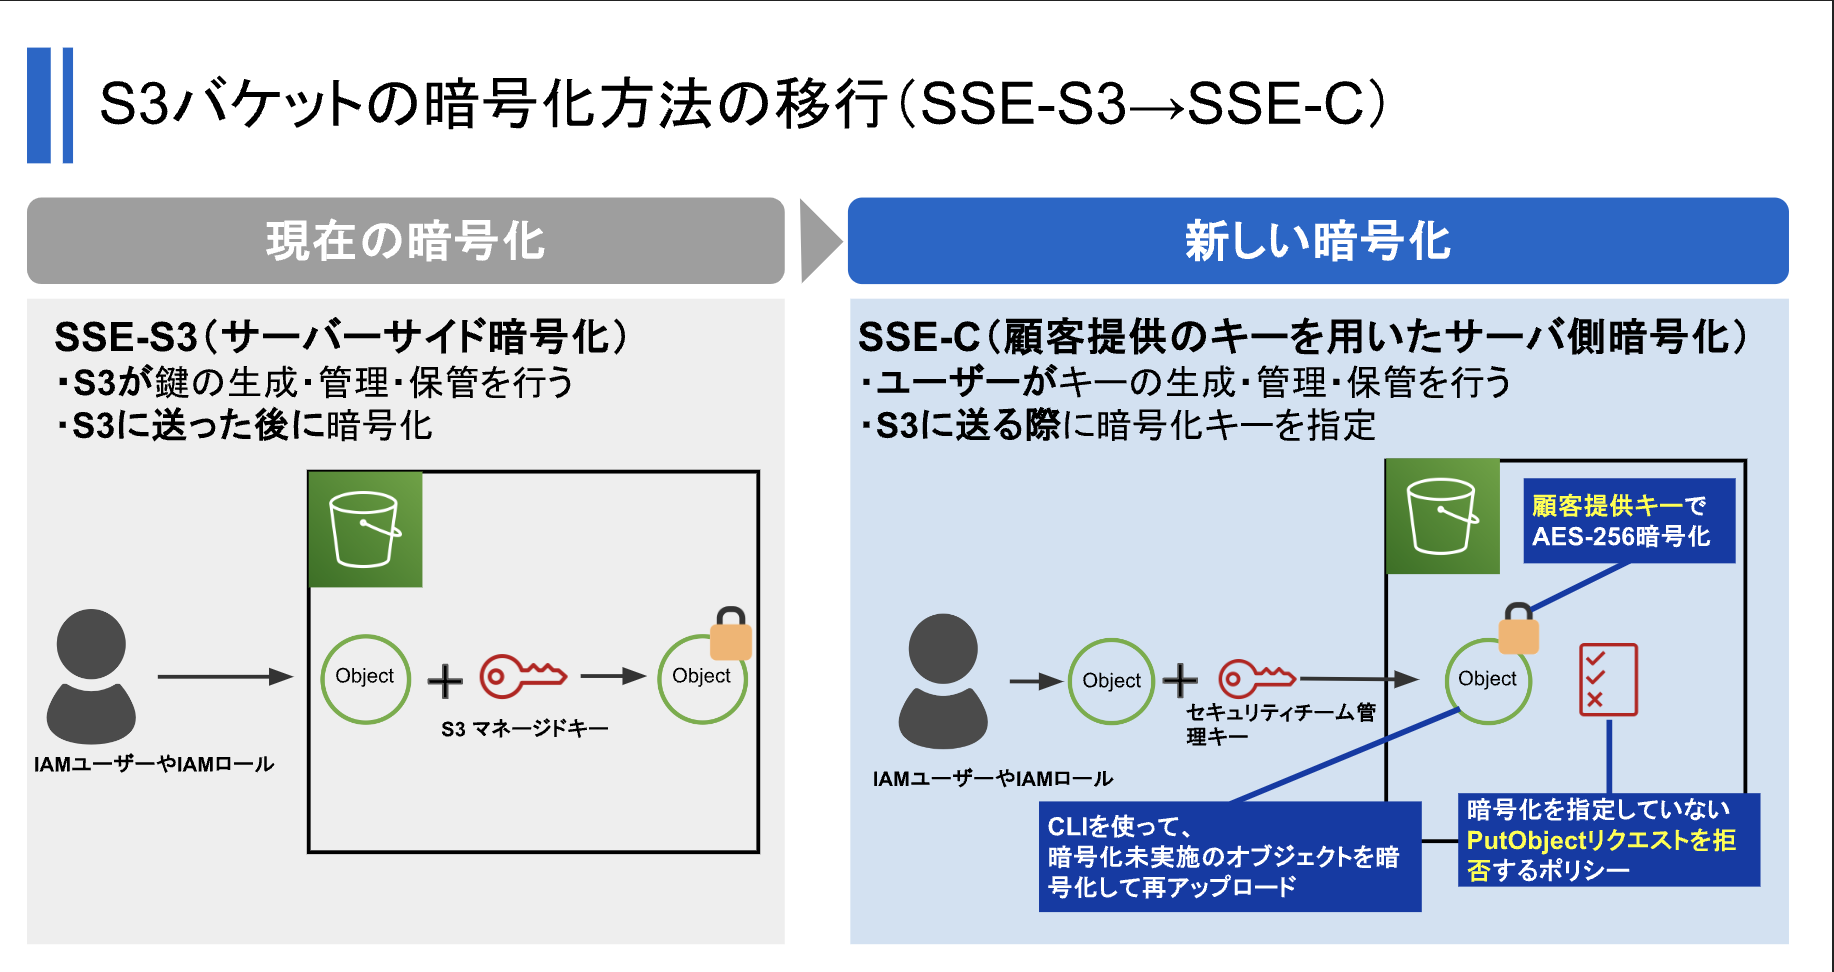 S3バケットの暗号化方法の移行（SSE-S3→SSE-C）
現在の暗号化
新しい暗号化
SSE-S3（サーバーサイド暗号化）
・S3が鍵の生成・管理・保管を行う
・S3に送った後に暗号化
Object
S3 マネージドキー
Object
IAMユーザーやIAMロール
SSE-C（顧客提供のキーを用いたサーバ側暗号化）
・ユーザーがキーの生成・管理・保管を行う
・S3に送る際に暗号化キーを指定
顧客提供キーで
AES-256暗号化
Object
セキュリティチーム管
理キー
Object
IAMユーザーやIAMロール
CLIを使って、
暗号化未実施のオブジェクトを暗
号化して再アップロード
暗号化を指定していない
PutObjectリクエストを拒
否するポリシー